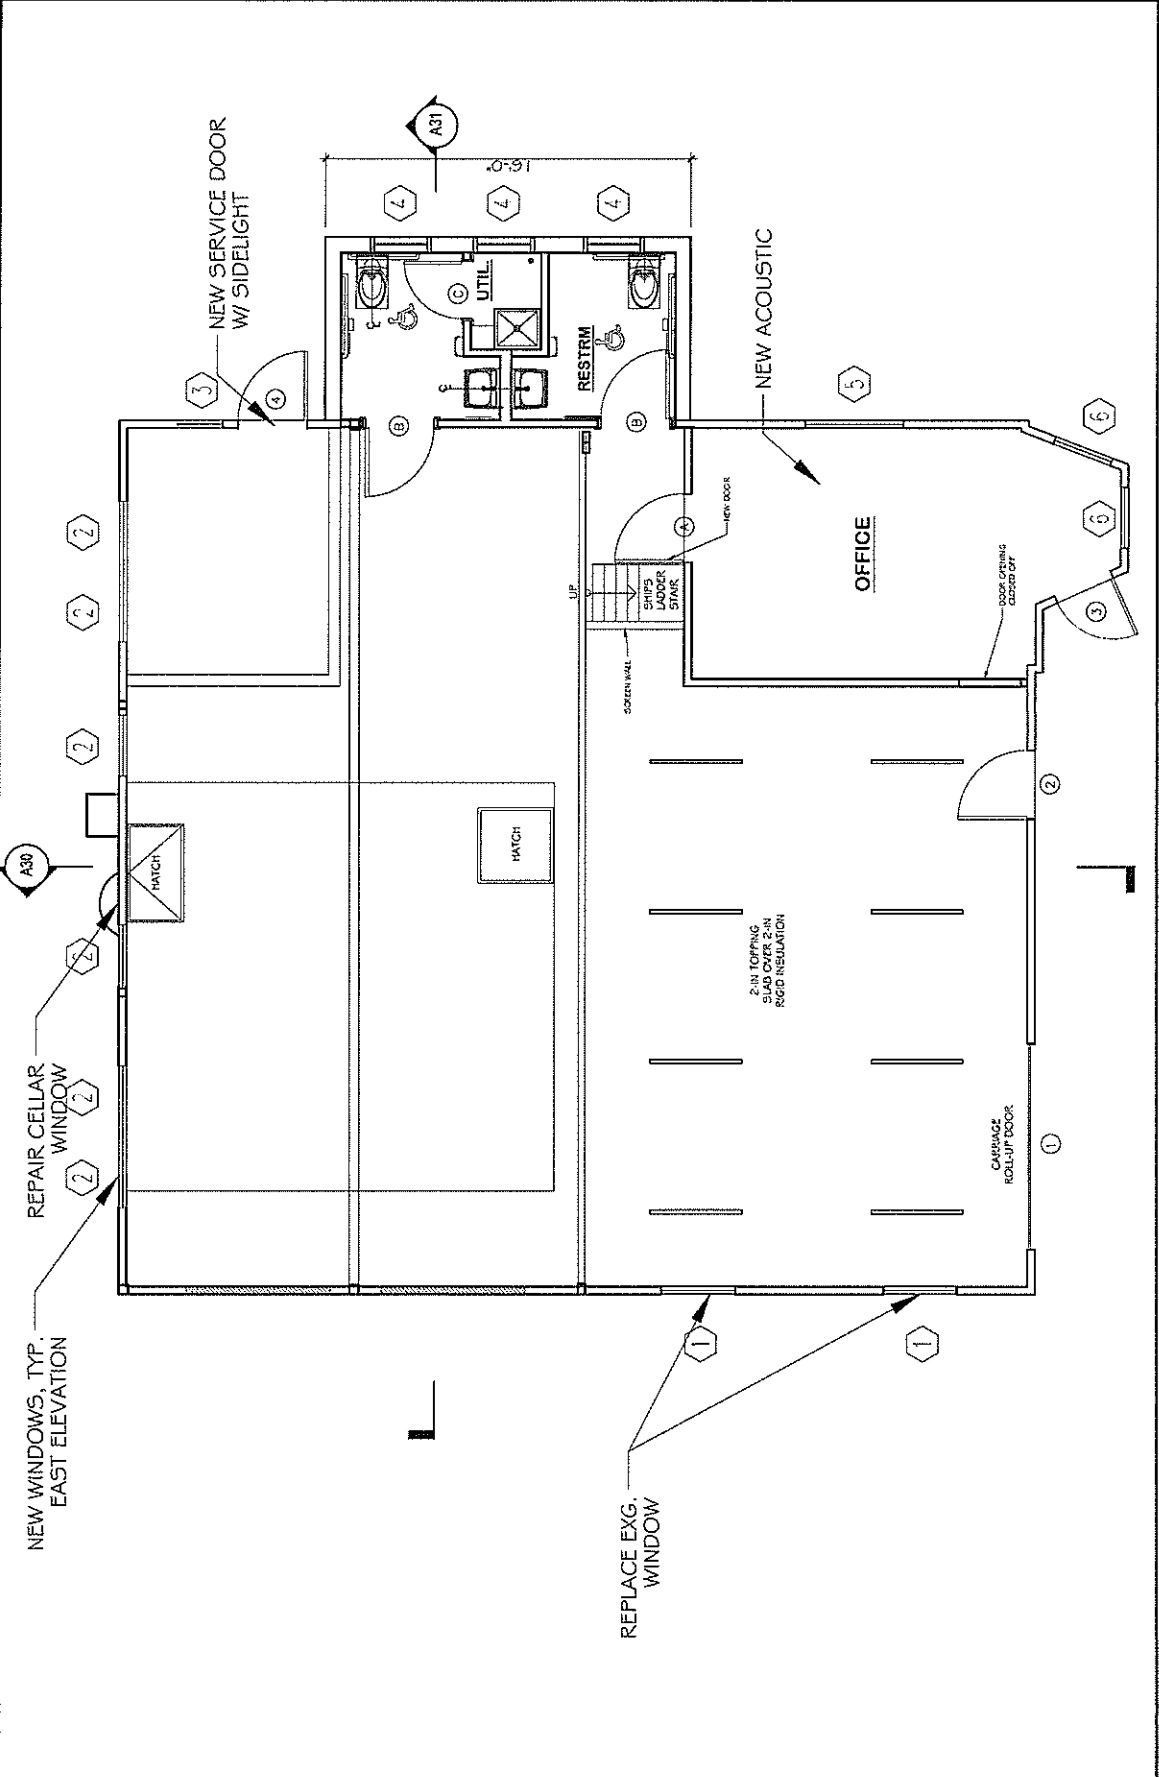 NEW WINDOWS, TYP.
EAST ELEVATION
REPAIR CELLAR
WINDOW
2
2
2
2
2
2
A30
HATCH
HATCH
NEW SERVICE DOOR
W/ SIDELIGHT
3
4
A31
16'-0"
4
4
4
C
UTIL.
RESTRM
B
B
UP
SHIPS
LADDER
STAIR
A
NEW DOOR
SCREEN WALL
NEW ACOUSTIC
OFFICE
5
6
6
3
DOOR OPENING
CLOSED OFF
2
2-IN TOPPING
SLAB OVER 2-IN
RIGID INSULATION
CARRIAGE
ROLL-UP DOOR
1
1
1
REPLACE EXG.
WINDOW